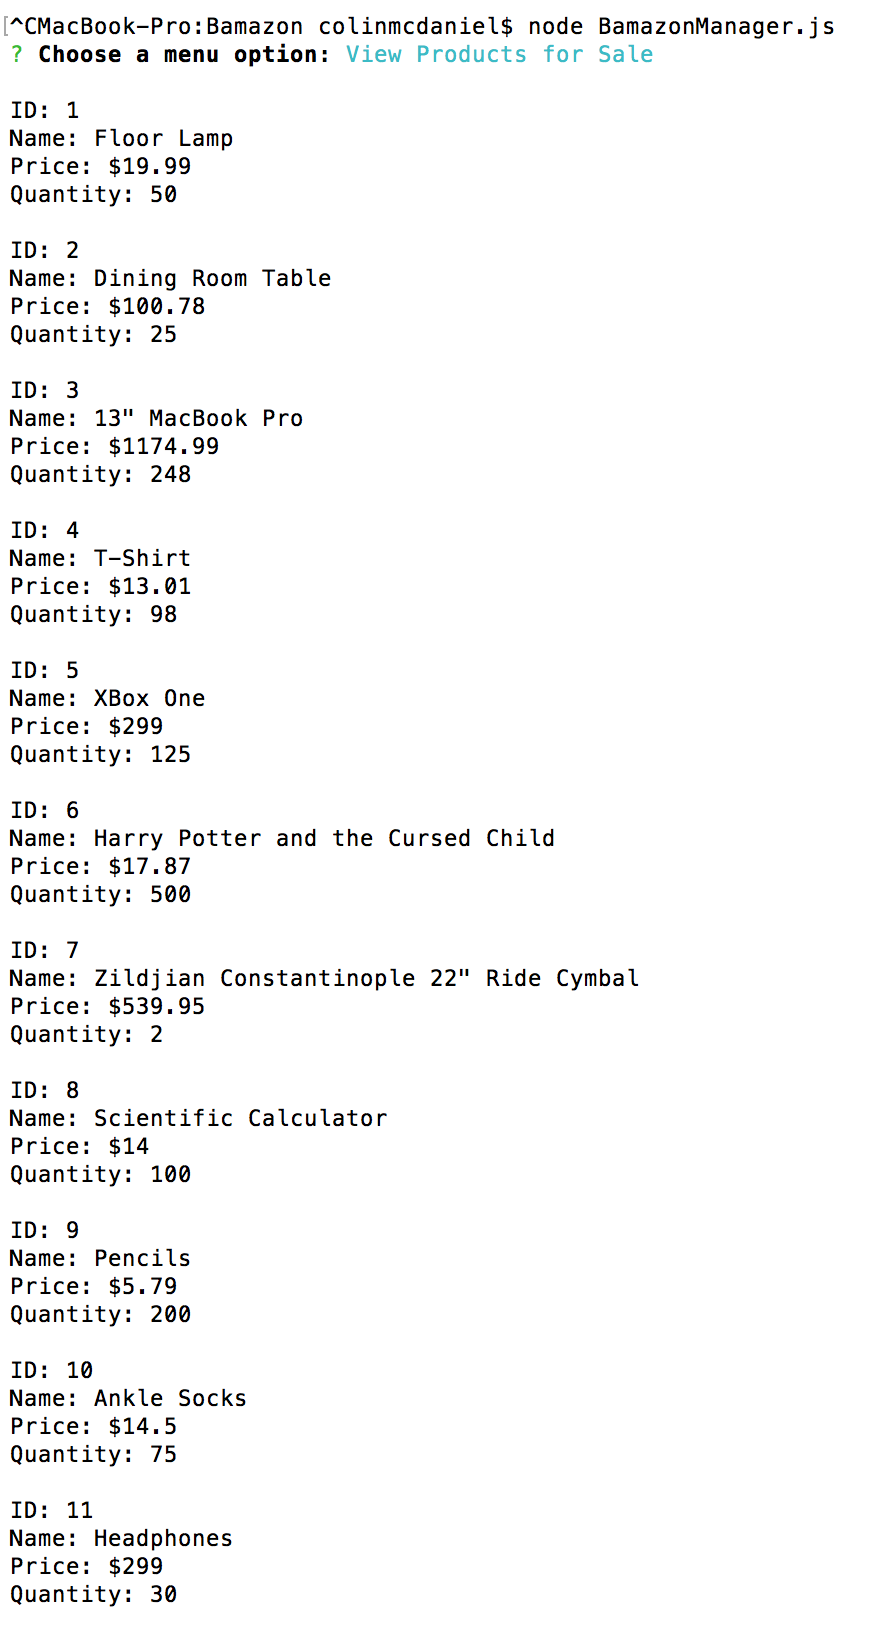 [^CMacBook-Pro:Bamazon colinmcdaniel$ node BamazonManager.js
? Choose a menu option: View Products for Sale
ID: 1
Name: Floor Lamp
Price: $19.99
Quantity: 50
ID: 2
Name: Dining Room Table
Price: $100.78
Quantity: 25
ID: 3
Name: 13" MacBook Pro
Price: $1174.99
Quantity: 248
ID: 4
Name: T-Shirt
Price: $13.01
Quantity: 98
ID: 5
Name: XBox One
Price: $299
Quantity: 125
ID: 6
Name: Harry Potter and the Cursed Child
Price: $17.87
Quantity: 500
ID: 7
Name: Zildjian Constantinople 22" Ride Cymbal
Price: $539.95
Quantity: 2
ID: 8
Name: Scientific Calculator
Price: $14
Quantity: 100
ID: 9
Name: Pencils
Price: $5.79
Quantity: 200
ID: 10
Name: Ankle Socks
Price: $14.5
Quantity: 75
ID: 11
Name: Headphones
Price: $299
Quantity: 30